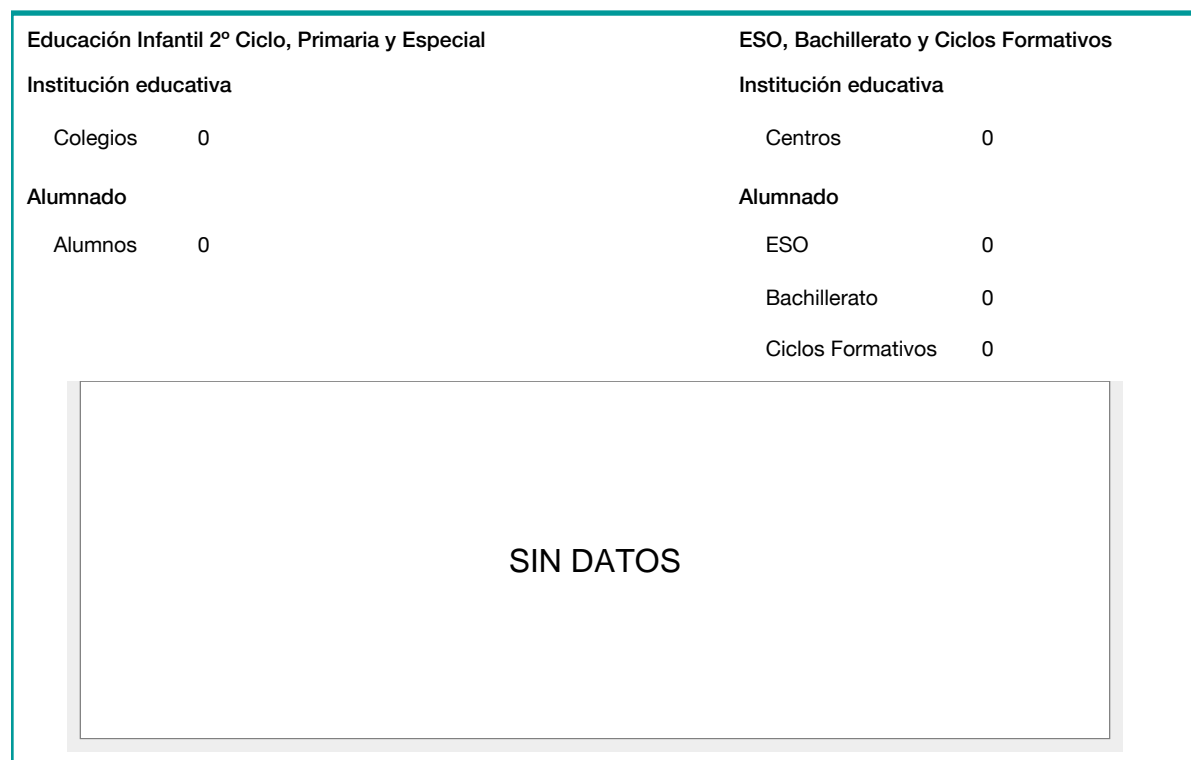 Educación Infantil 2º Ciclo, Primaria y Especial
Institución educativa
Colegios 0
Alumnado
Alumnos 0
ESO, Bachillerato y Ciclos Formativos
Institución educativa
Centros 0
Alumnado
ESO 0
Bachillerato 0
Ciclos Formativos 0
SIN DATOS